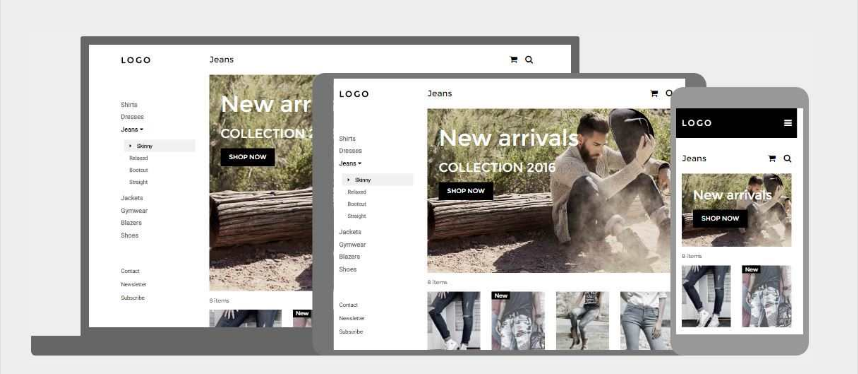 LOGO
Jeans
Shirts
Dresses
Jeans
Skinny
Relaxed
Bootcut
Straight
Jackets
Gymwear
Blazers
Shoes
Contact
Newsletter
Subscribe
New arr
COLLECTION 2
SHOP NOW
8 items
New
LOGO
Jeans
Shirts
Dresses
Jeans
Skinny
Relaxed
Bootcut
Straight
Jackets
Gymwear
Blazers
Shoes
Contact
Newsletter
Subscribe
New arrivals
COLLECTION 2016
SHOP NOW
8 items
New
LOGO
Jeans
New arrivals
SHOP NOW
8 items
New